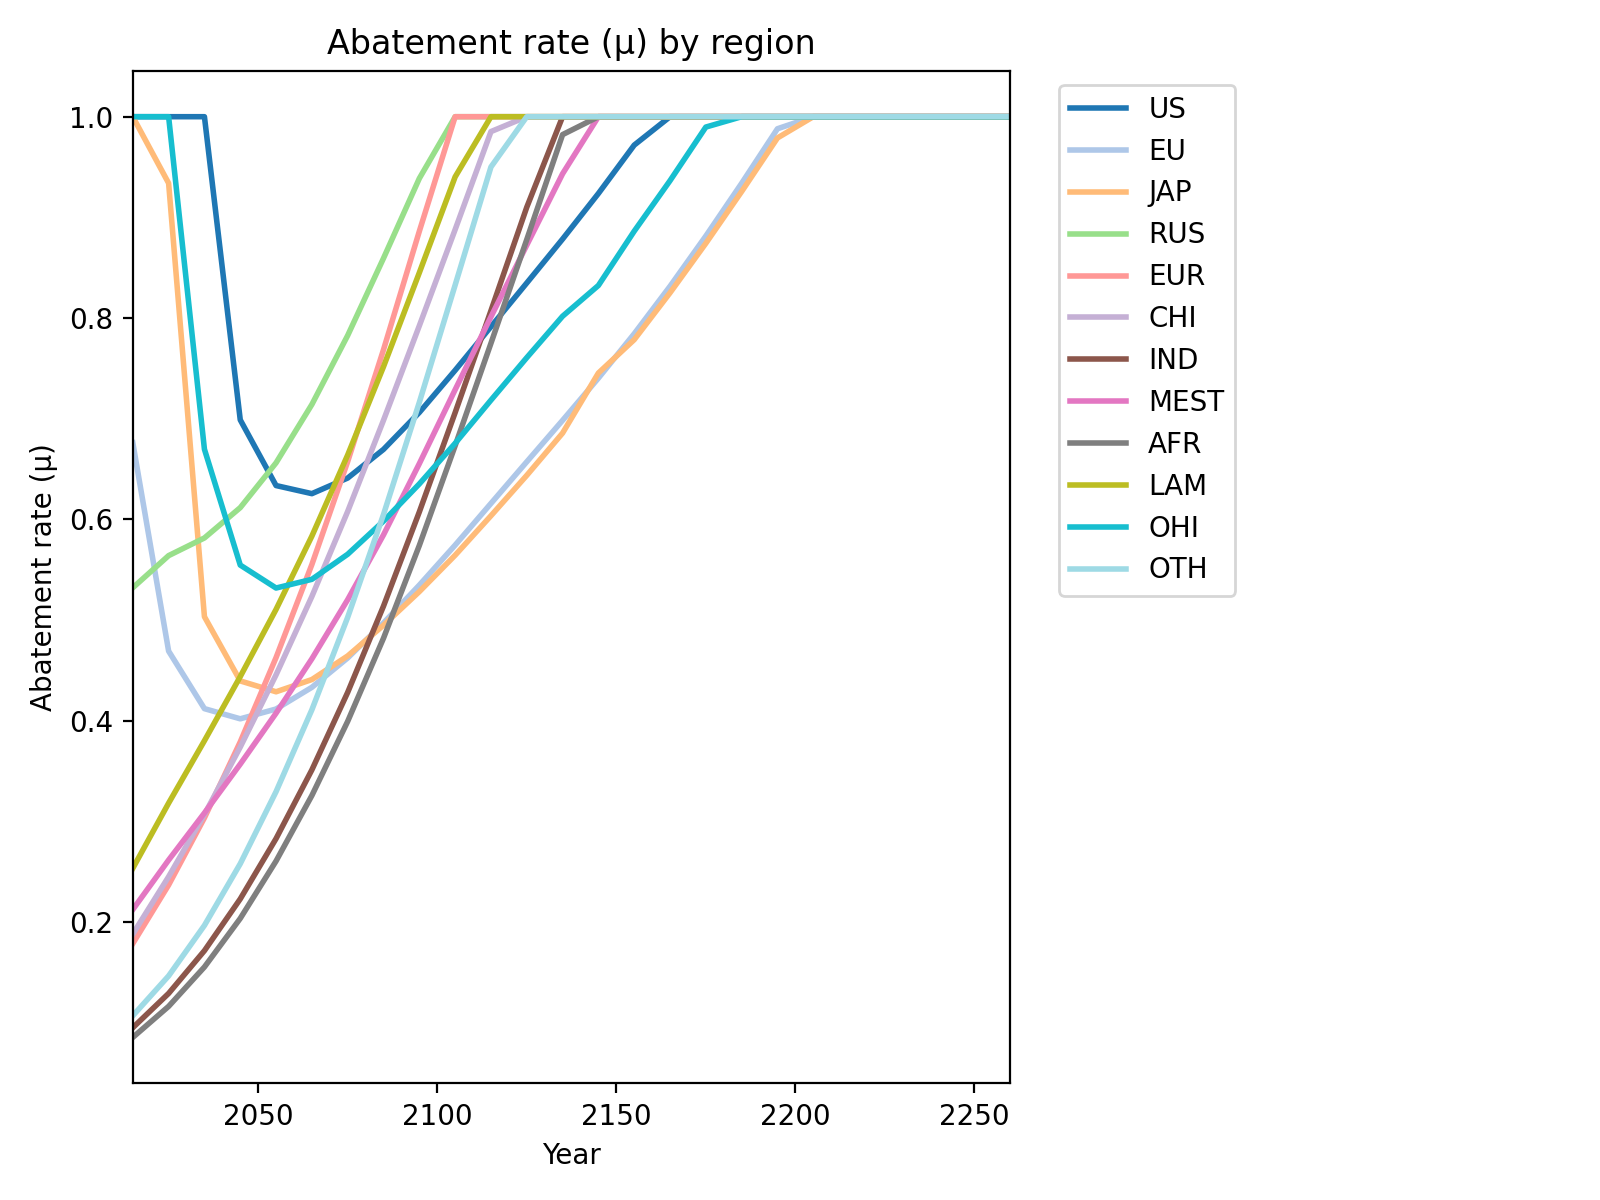 Abatement rate (μ) by region
Abatement rate (μ)
1.0
0.8
0.6
0.4
0.2
2050
2100
2150
2200
2250
Year
US
EU
JAP
RUS
EUR
CHI
IND
MEST
AFR
LAM
OHI
OTH